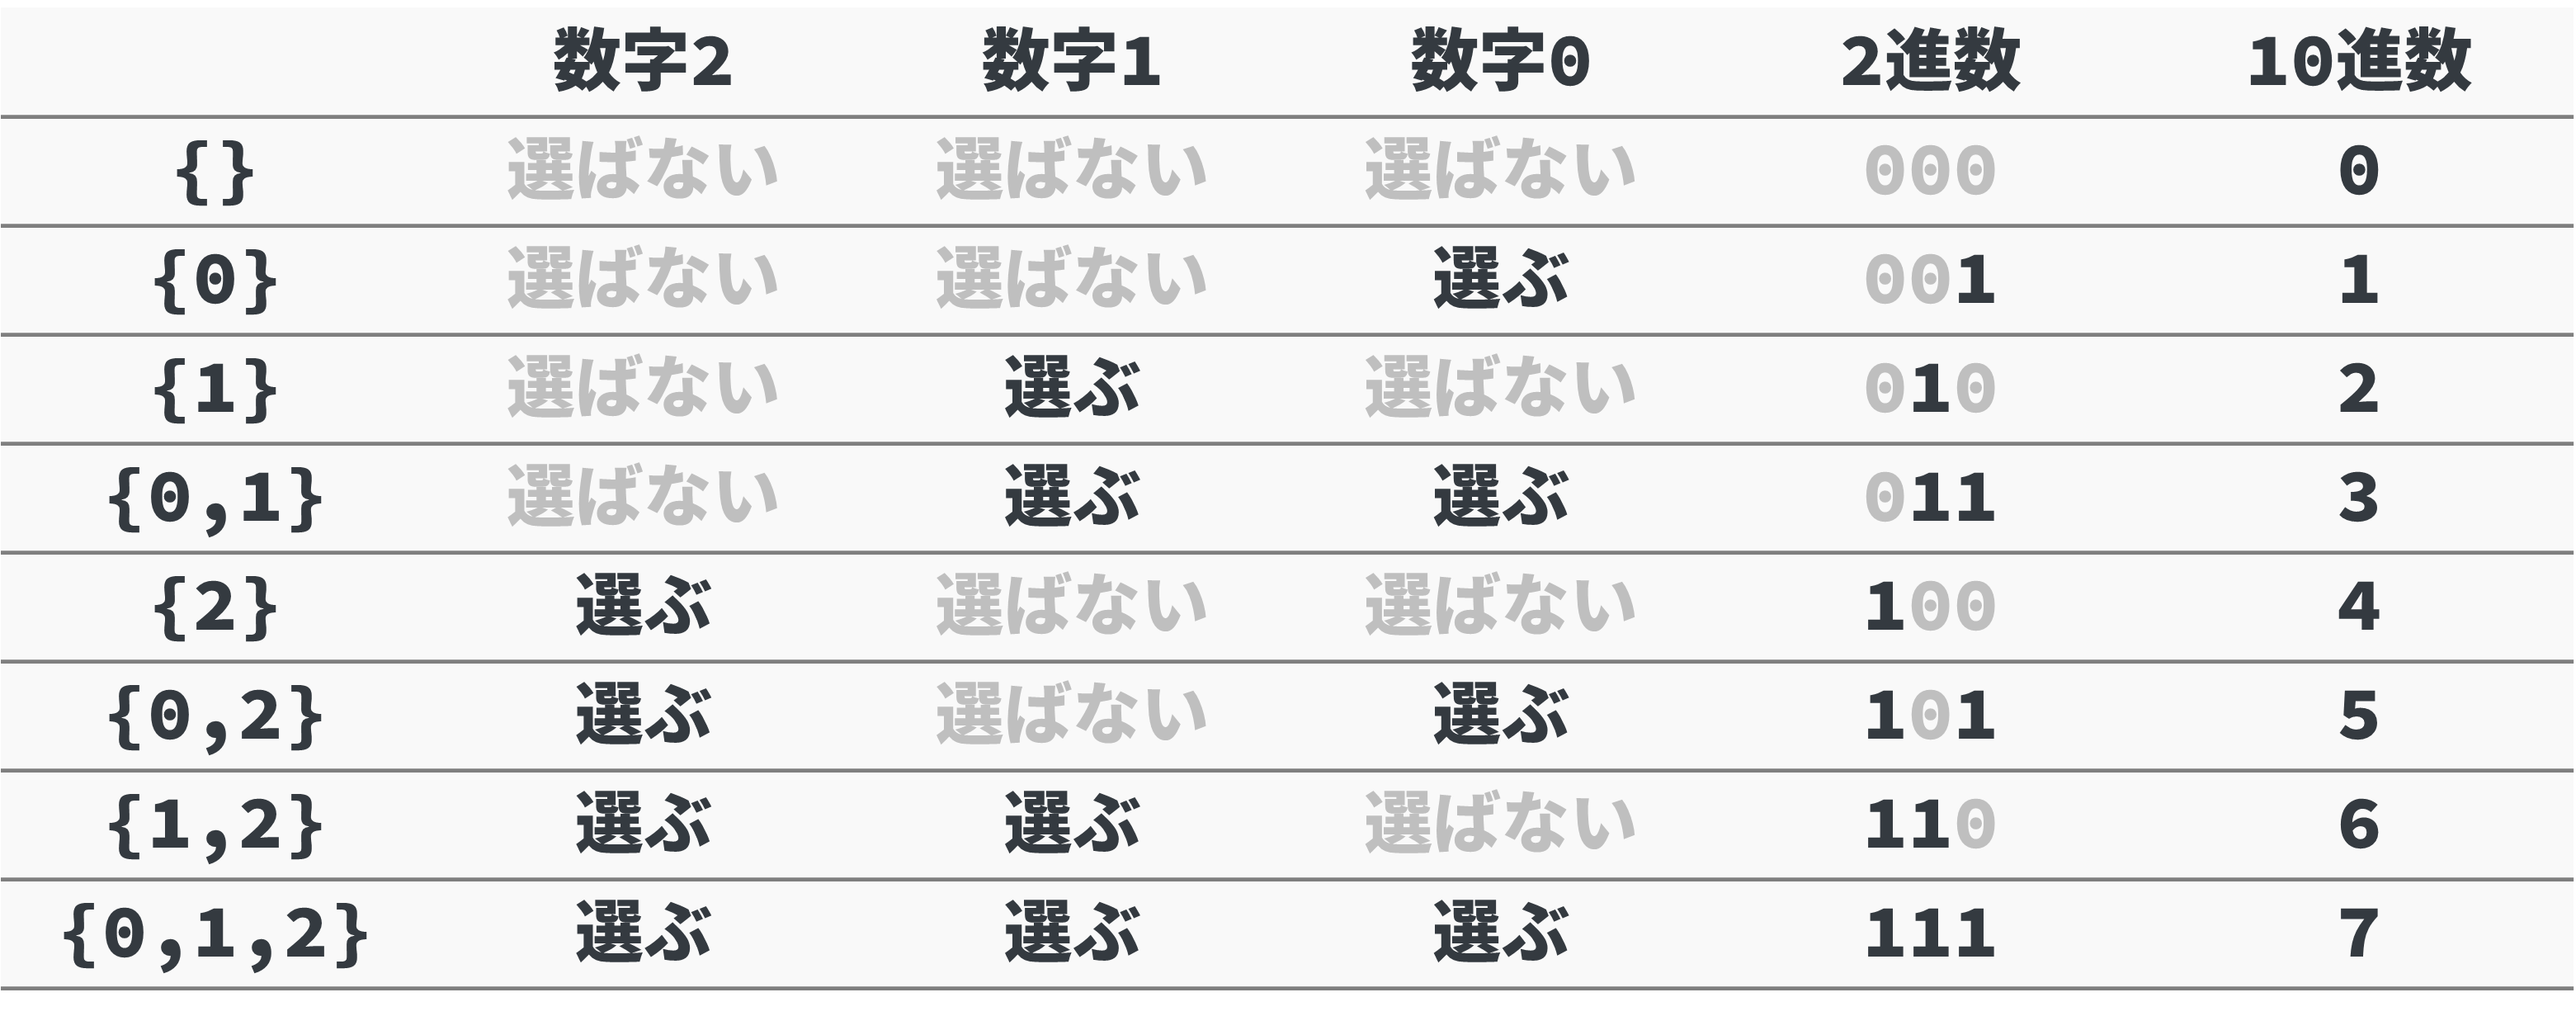 数字2 数字1 数字0 2進数 10進数
{} 選ばない 選ばない 選ばない 000 0
{0} 選ばない 選ばない 選ぶ 001 1
{1} 選ばない 選ぶ 選ばない 010 2
{0,1} 選ばない 選ぶ 選ぶ 011 3
{2} 選ぶ 選ばない 選ばない 100 4
{0,2} 選ぶ 選ばない 選ぶ 101 5
{1,2} 選ぶ 選ぶ 選ばない 110 6
{0,1,2} 選ぶ 選ぶ 選ぶ 111 7